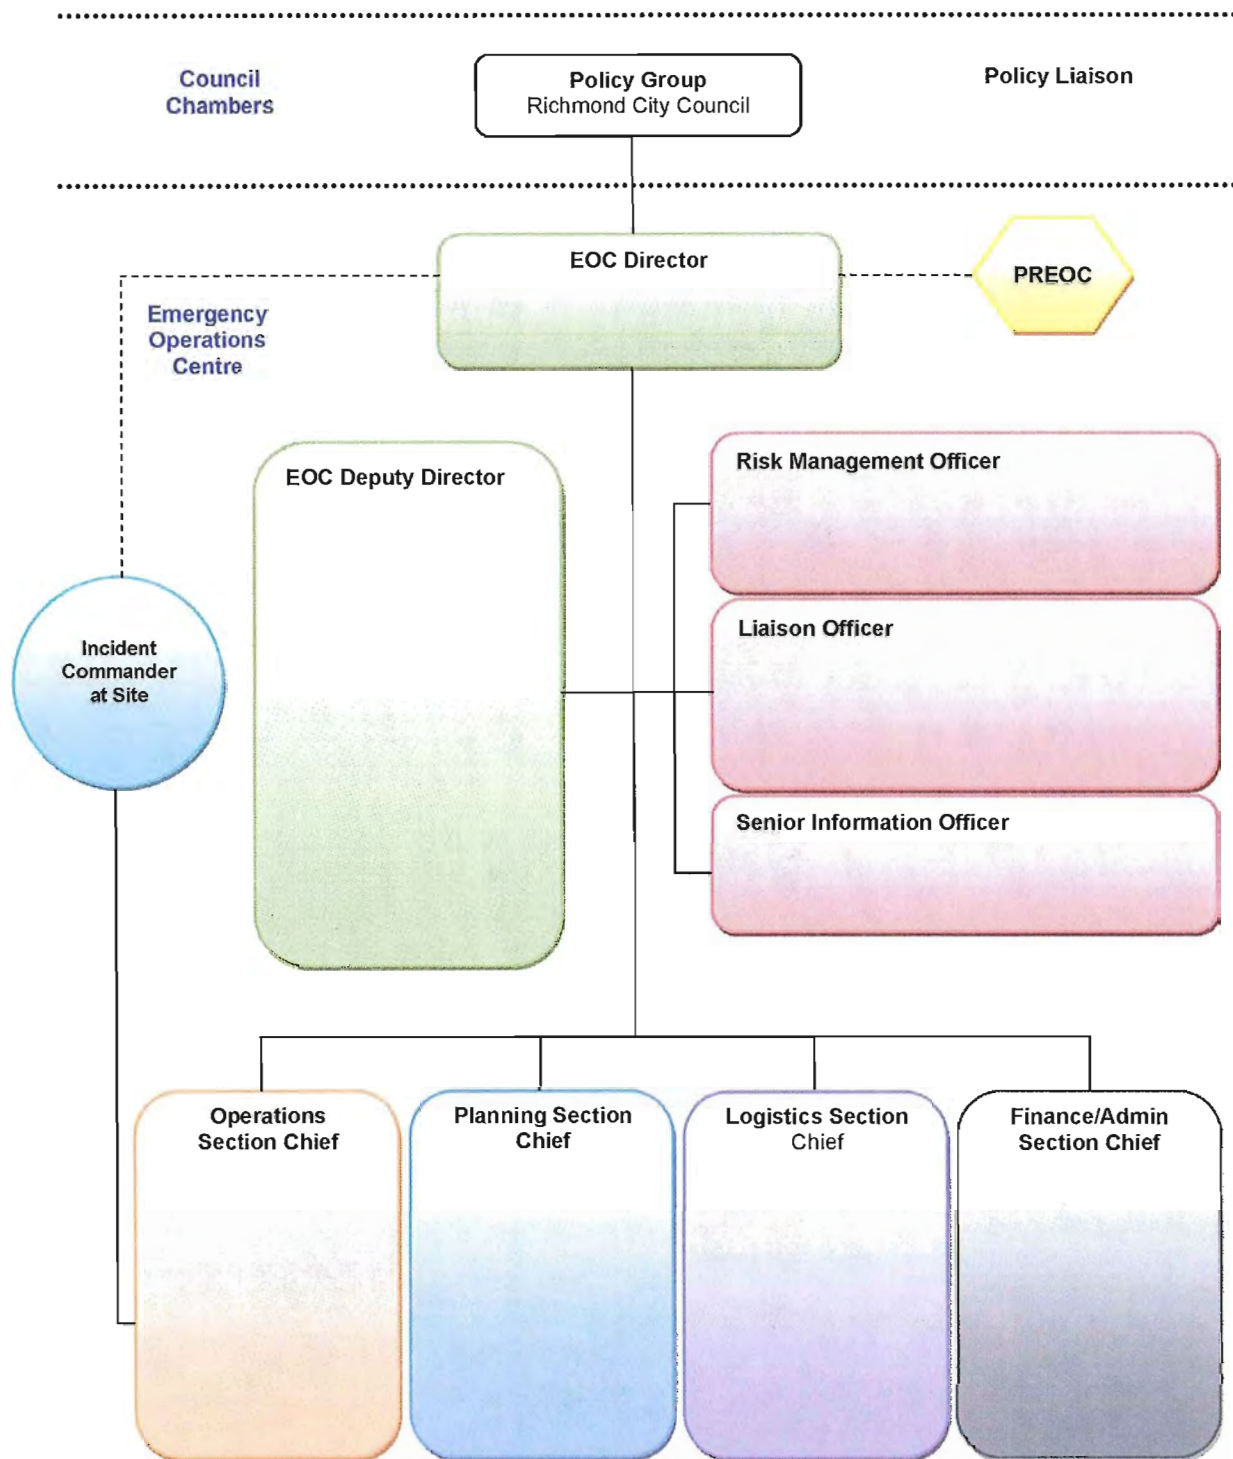 Council
Chambers
Policy Group
Richmond City Council
Policy Liaison
EOC Director
PREOC
Emergency
Operations
Centre
EOC Deputy Director
Risk Management Officer
Incident
Commander
at Site
Liaison Officer
Senior Information Officer
Operations
Section Chief
Planning Section
Chief
Logistics Section
Chief
Finance/Admin
Section Chief